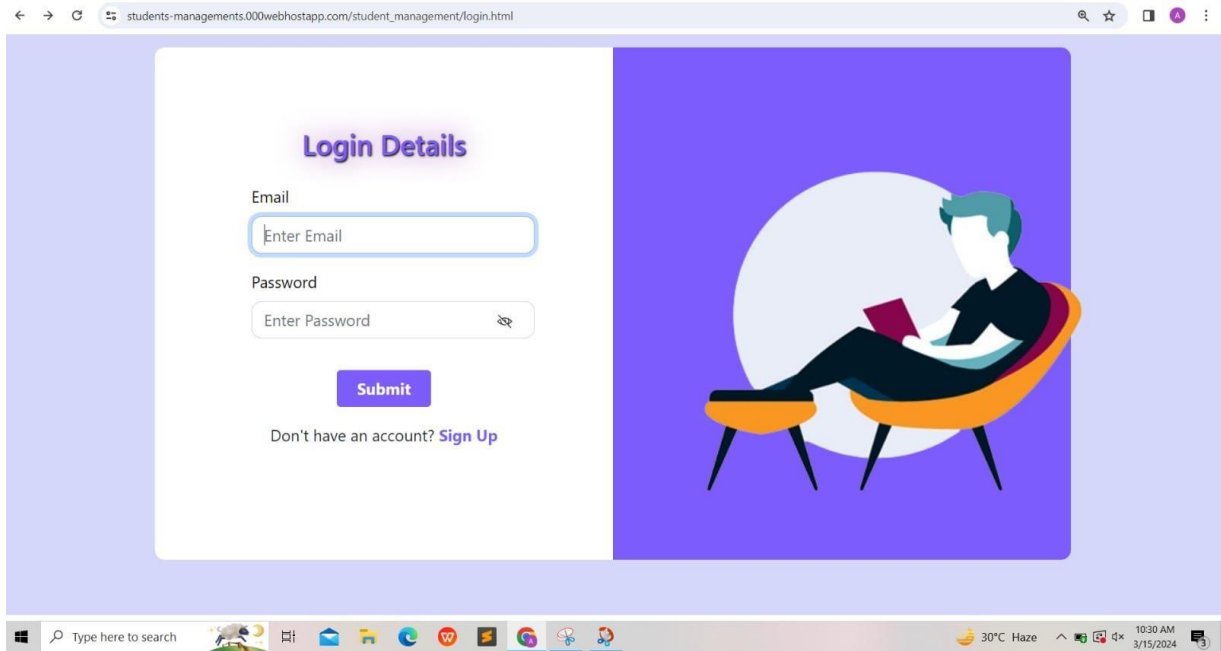 students-managements.000webhostapp.com/student_management/login.html
A
Login Details
Email
Enter Email
Password
Enter Password
Submit
Don't have an account? Sign Up
Type here to search
30°C Haze
10:30 AM
3/15/2024
3